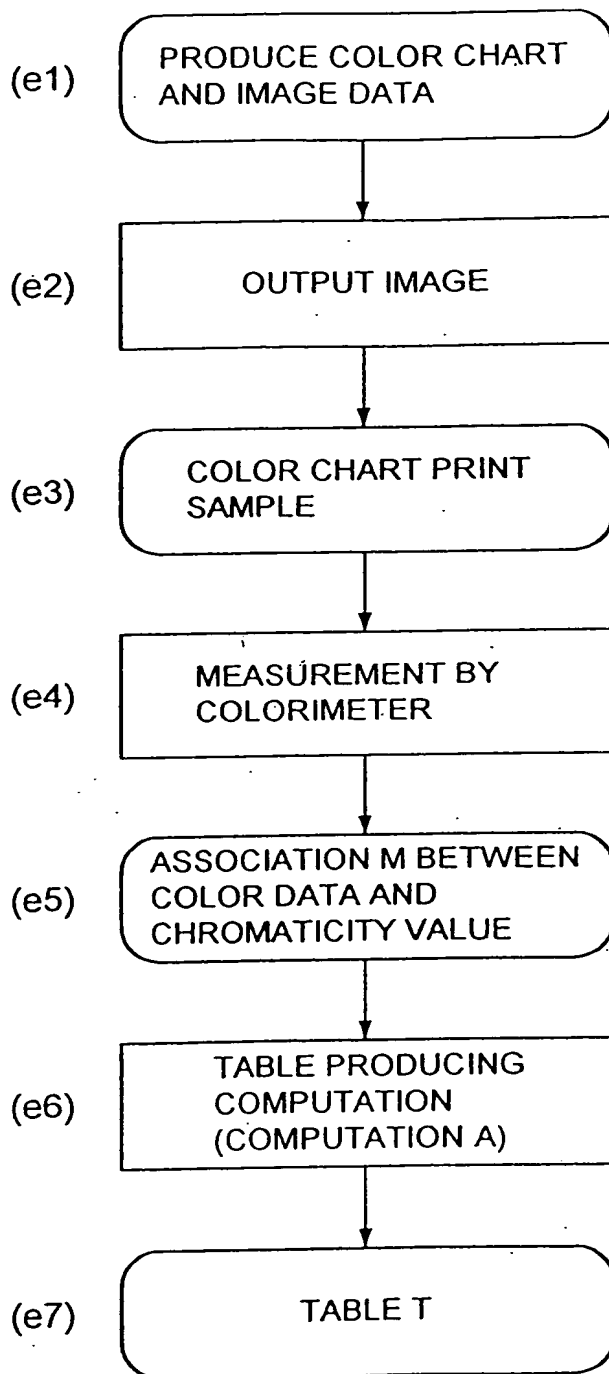 (e1) PRODUCE COLOR CHART
AND IMAGE DATA
(e2) OUTPUT IMAGE
(e3) COLOR CHART PRINT
SAMPLE
(e4) MEASUREMENT BY
COLORIMETER
(e5) ASSOCIATION M BETWEEN
COLOR DATA AND
CHROMATICITY VALUE
(e6) TABLE PRODUCING
COMPUTATION
(COMPUTATION A)
(e7) TABLE T